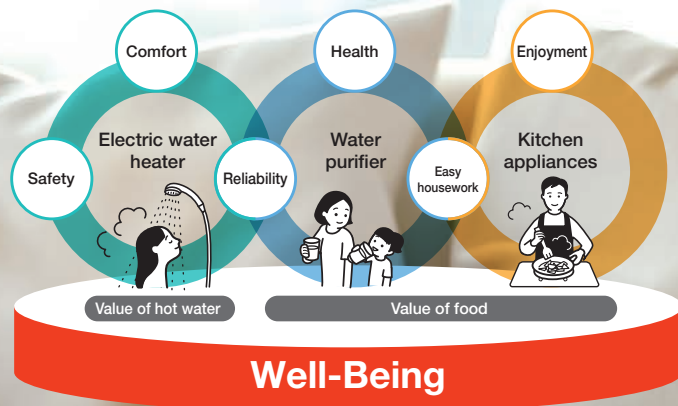 Comfort
Health
Enjoyment
Electric water
heater
Water
purifier
Kitchen
appliances
Safety
Reliability
Easy
housework
Value of hot water
Value of food
Well-Being